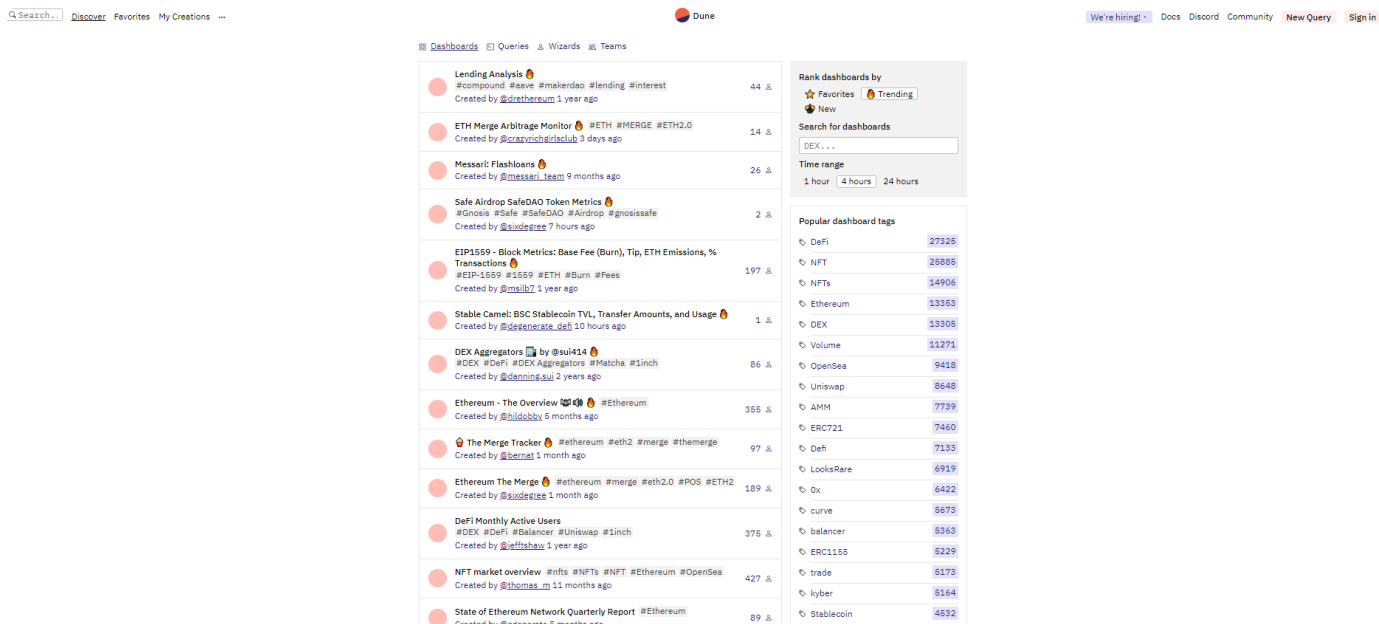 Search..
Discover Favorites My Creations ...
Dune
We're hiring! Docs Discord Community New Query Sign in
Dashboards Queries Wizards Teams
Lending Analysis
#compound #aave #makerdao #lending #interest
Created by @drethereum 1 year ago
44
ETH Merge Arbitrage Monitor #ETH #MERGE #ETH2.0
Created by @crazyrichgirlsclub 3 days ago
14
Messari: Flashloans
Created by @messari_team 9 months ago
26
Safe Airdrop SafeDAO Token Metrics
#Gnosis #Safe #SafeDAO #Airdrop #gnosissafe
Created by @sixdegree 7 hours ago
2
EIP1559 - Block Metrics: Base Fee (Burn), Tip, ETH Emissions, %
Transactions
#EIP-1559 #1559 #ETH #Burn #Fees
Created by @msilb7 1 year ago
197
Stable Camel: BSC Stablecoin TVL, Transfer Amounts, and Usage
Created by @degenerate_defi 10 hours ago
1
DEX Aggregators by @sui414
#DEX #DeFi #DEX Aggregators #Matcha #1inch
Created by @danning.sui 2 years ago
86
Ethereum - The Overview #Ethereum
Created by @hildobby 5 months ago
355
The Merge Tracker #ethereum #eth2 #merge #themerge
Created by @bernat 1 month ago
97
Ethereum The Merge #ethereum #merge #eth2.0 #POS #ETH2
Created by @sixdegree 1 month ago
189
DeFi Monthly Active Users
#DEX #DeFi #Balancer #Uniswap #1inch
Created by @jefftshaw 1 year ago
375
NFT market overview #nfts #NFTs #NFT #Ethereum #OpenSea
Created by @thomas_m 11 months ago
427
State of Ethereum Network Quarterly Report #Ethereum
89
Rank dashboards by
Favorites Trending
New
Search for dashboards
DEX...
Time range
1 hour 4 hours 24 hours
Popular dashboard tags
DeFi 27325
NFT 25885
NFTs 14906
Ethereum 13353
DEX 13305
Volume 11271
OpenSea 9418
Uniswap 8648
AMM 7739
ERC721 7460
Defi 7133
LooksRare 6919
0x 6422
curve 5673
balancer 5363
ERC1155 5229
trade 5173
kyber 5164
Stablecoin 4532